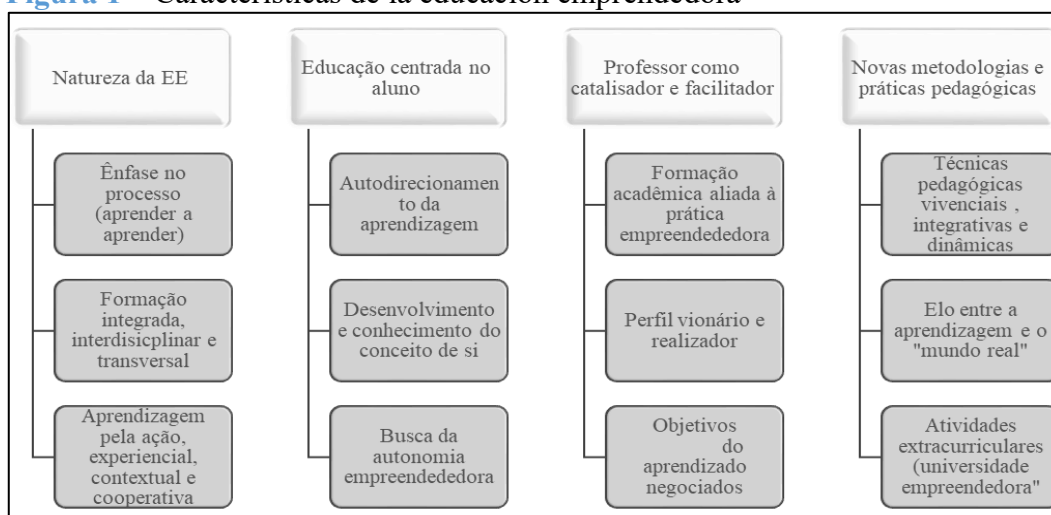 Figura 1 – Características de la educación emprendedora
Natureza da EE
Ênfase no
processo
(aprender a
aprender)
Formação
integrada,
interdisicplinar e
transversal
Aprendizagem
pela ação,
experiencial,
contextual e
cooperativa
Educação centrada no
aluno
Autodirecionamen
to da
aprendizagem
Desenvolvimento
e conhecimento do
conceito de si
Busca da
autonomia
empreendededora
Professor como
catalisador e facilitador
Formação
acadêmica aliada à
prática
empreendededora
Perfil vionário e
realizador
Objetivos
do
aprendizado
negociados
Novas metodologias e
práticas pedagógicas
Técnicas
pedagógicas
vivenciais ,
integrativas e
dinâmicas
Elo entre a
aprendizagem e o
"mundo real"
Atividades
extracurriculares
(universidade
empreendedora"